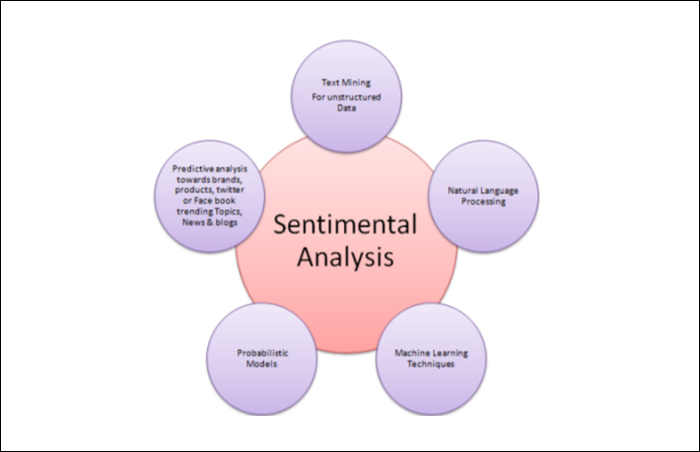 Text Mining
For unstructured
Data
Predictive analysis
towards brands,
products, twitter
or Face book
trending Topics,
News & blogs
Natural Language
Processing
Sentimental
Analysis
Probabilistic
Models
Machine Learning
Techniques